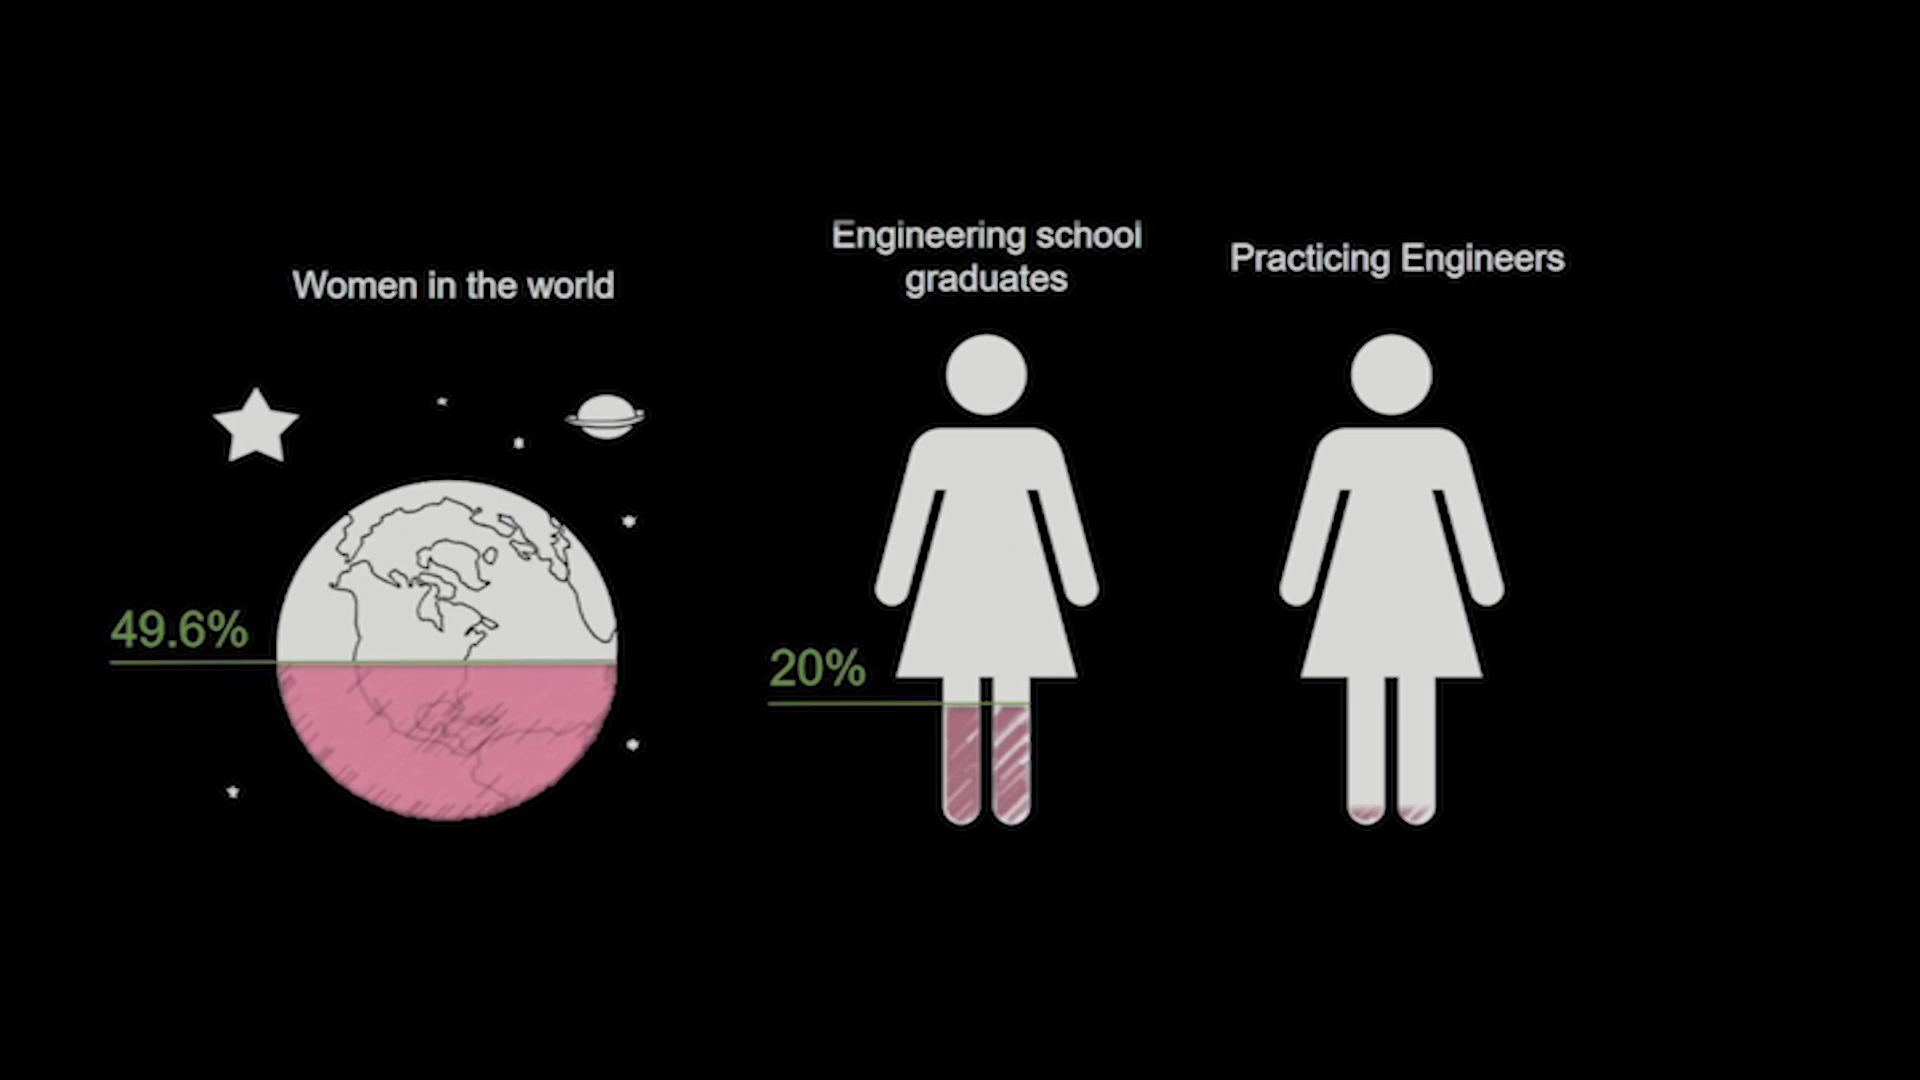 Women in the world
49.6%
Engineering school
graduates
20%
Practicing Engineers